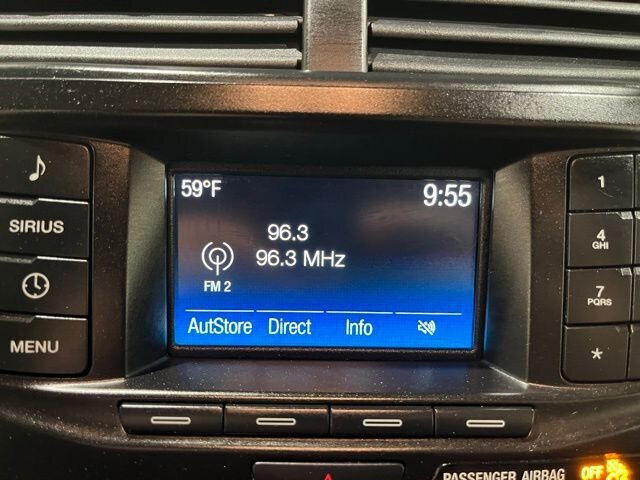 59°F
9:55
96.3
96.3 MHz
FM 2
AutStore Direct Info
SIRIUS
MENU
1
4
GHI
7
PQRS
*
PASSENGER AIRBAG OFF